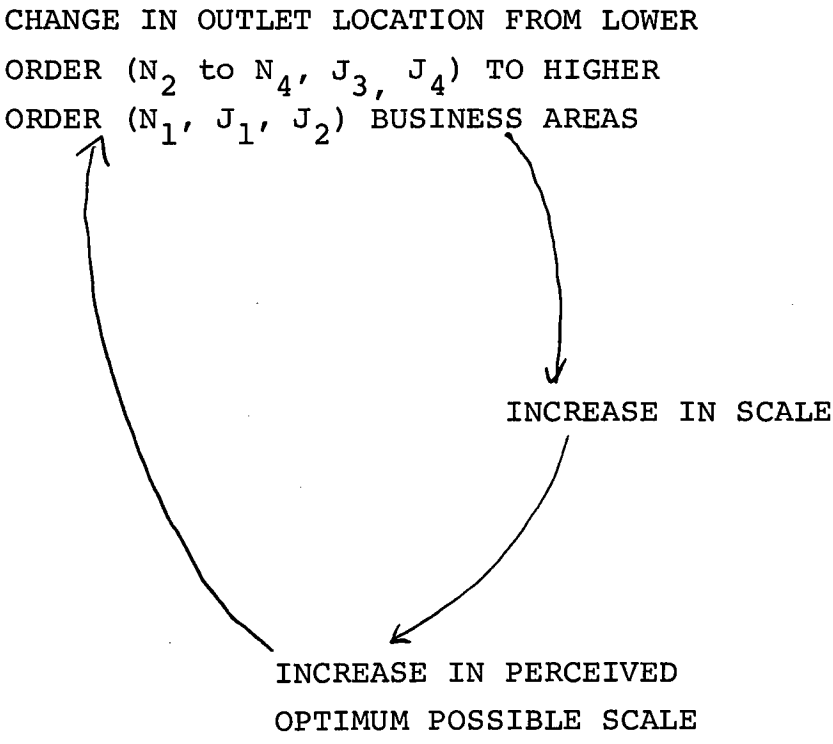 CHANGE IN OUTLET LOCATION FROM LOWER
ORDER (N₂ to N₄, J₃, J₄) TO HIGHER
ORDER (N₁, J₁, J₂) BUSINESS AREAS
INCREASE IN SCALE
INCREASE IN PERCEIVED
OPTIMUM POSSIBLE SCALE